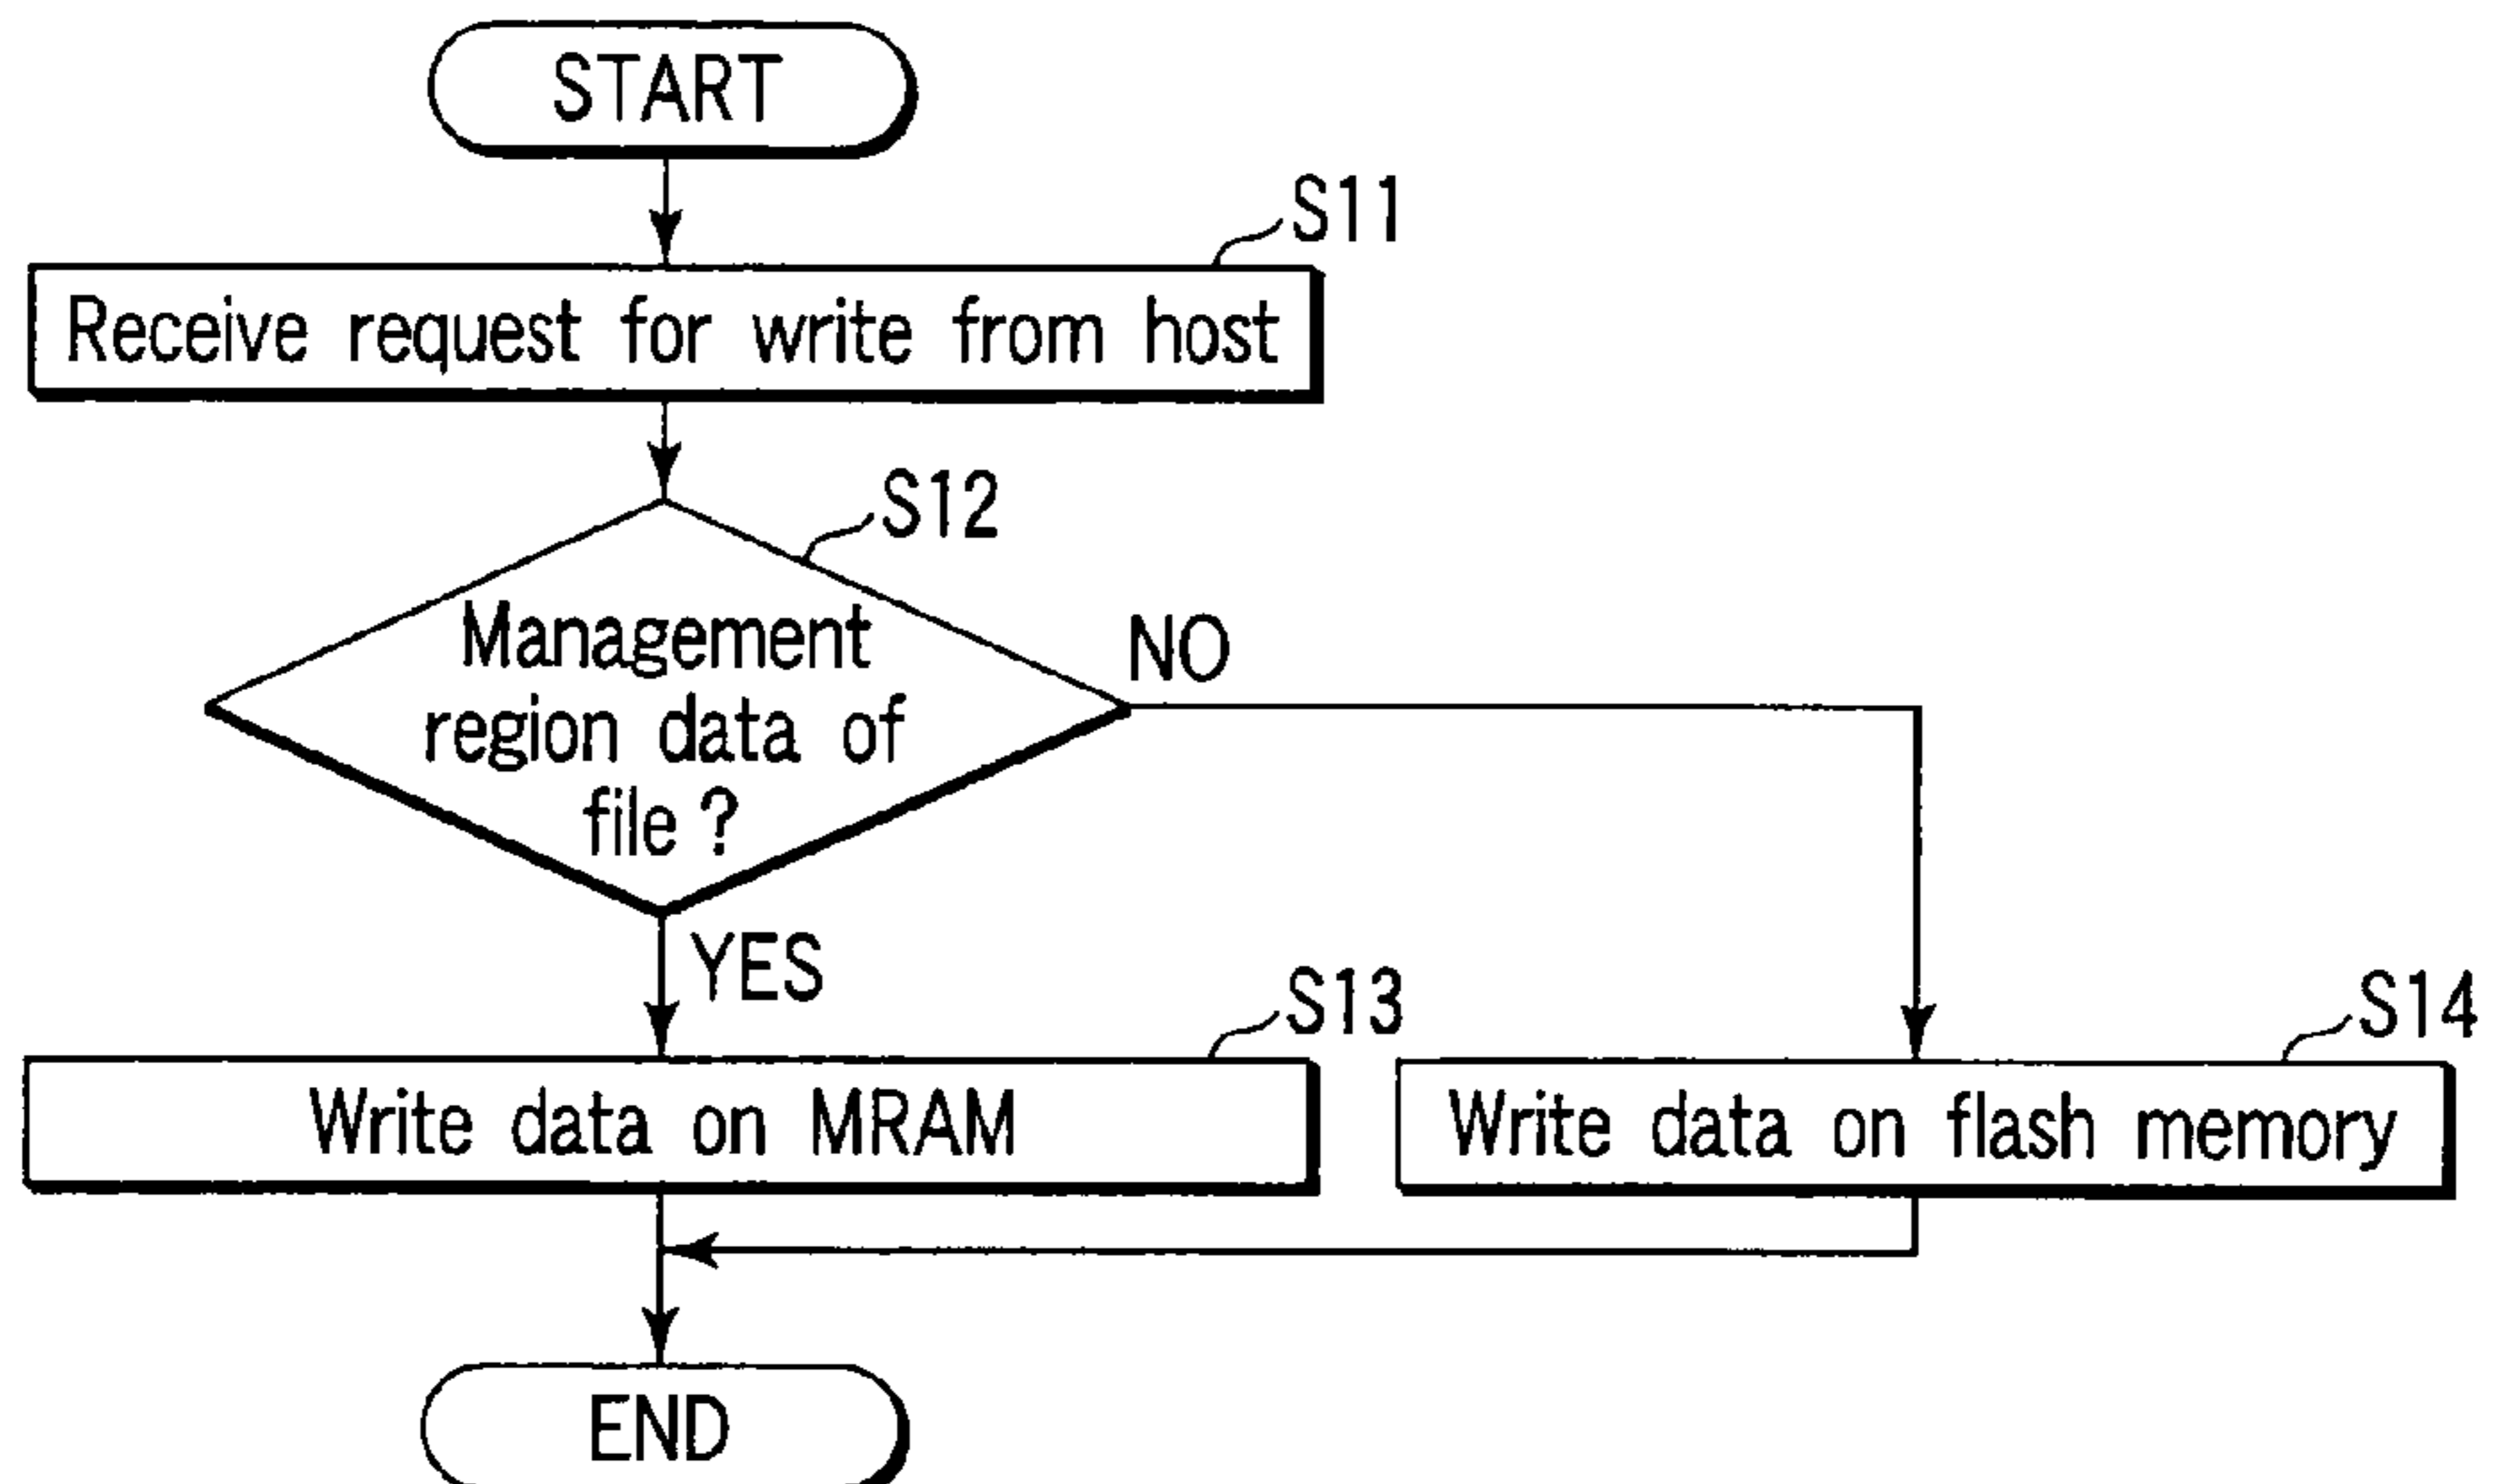 START
S11
Receive request for write from host
S12
Management
region data of
file ?
NO
YES
S13
S14
Write data on MRAM
Write data on flash memory
END